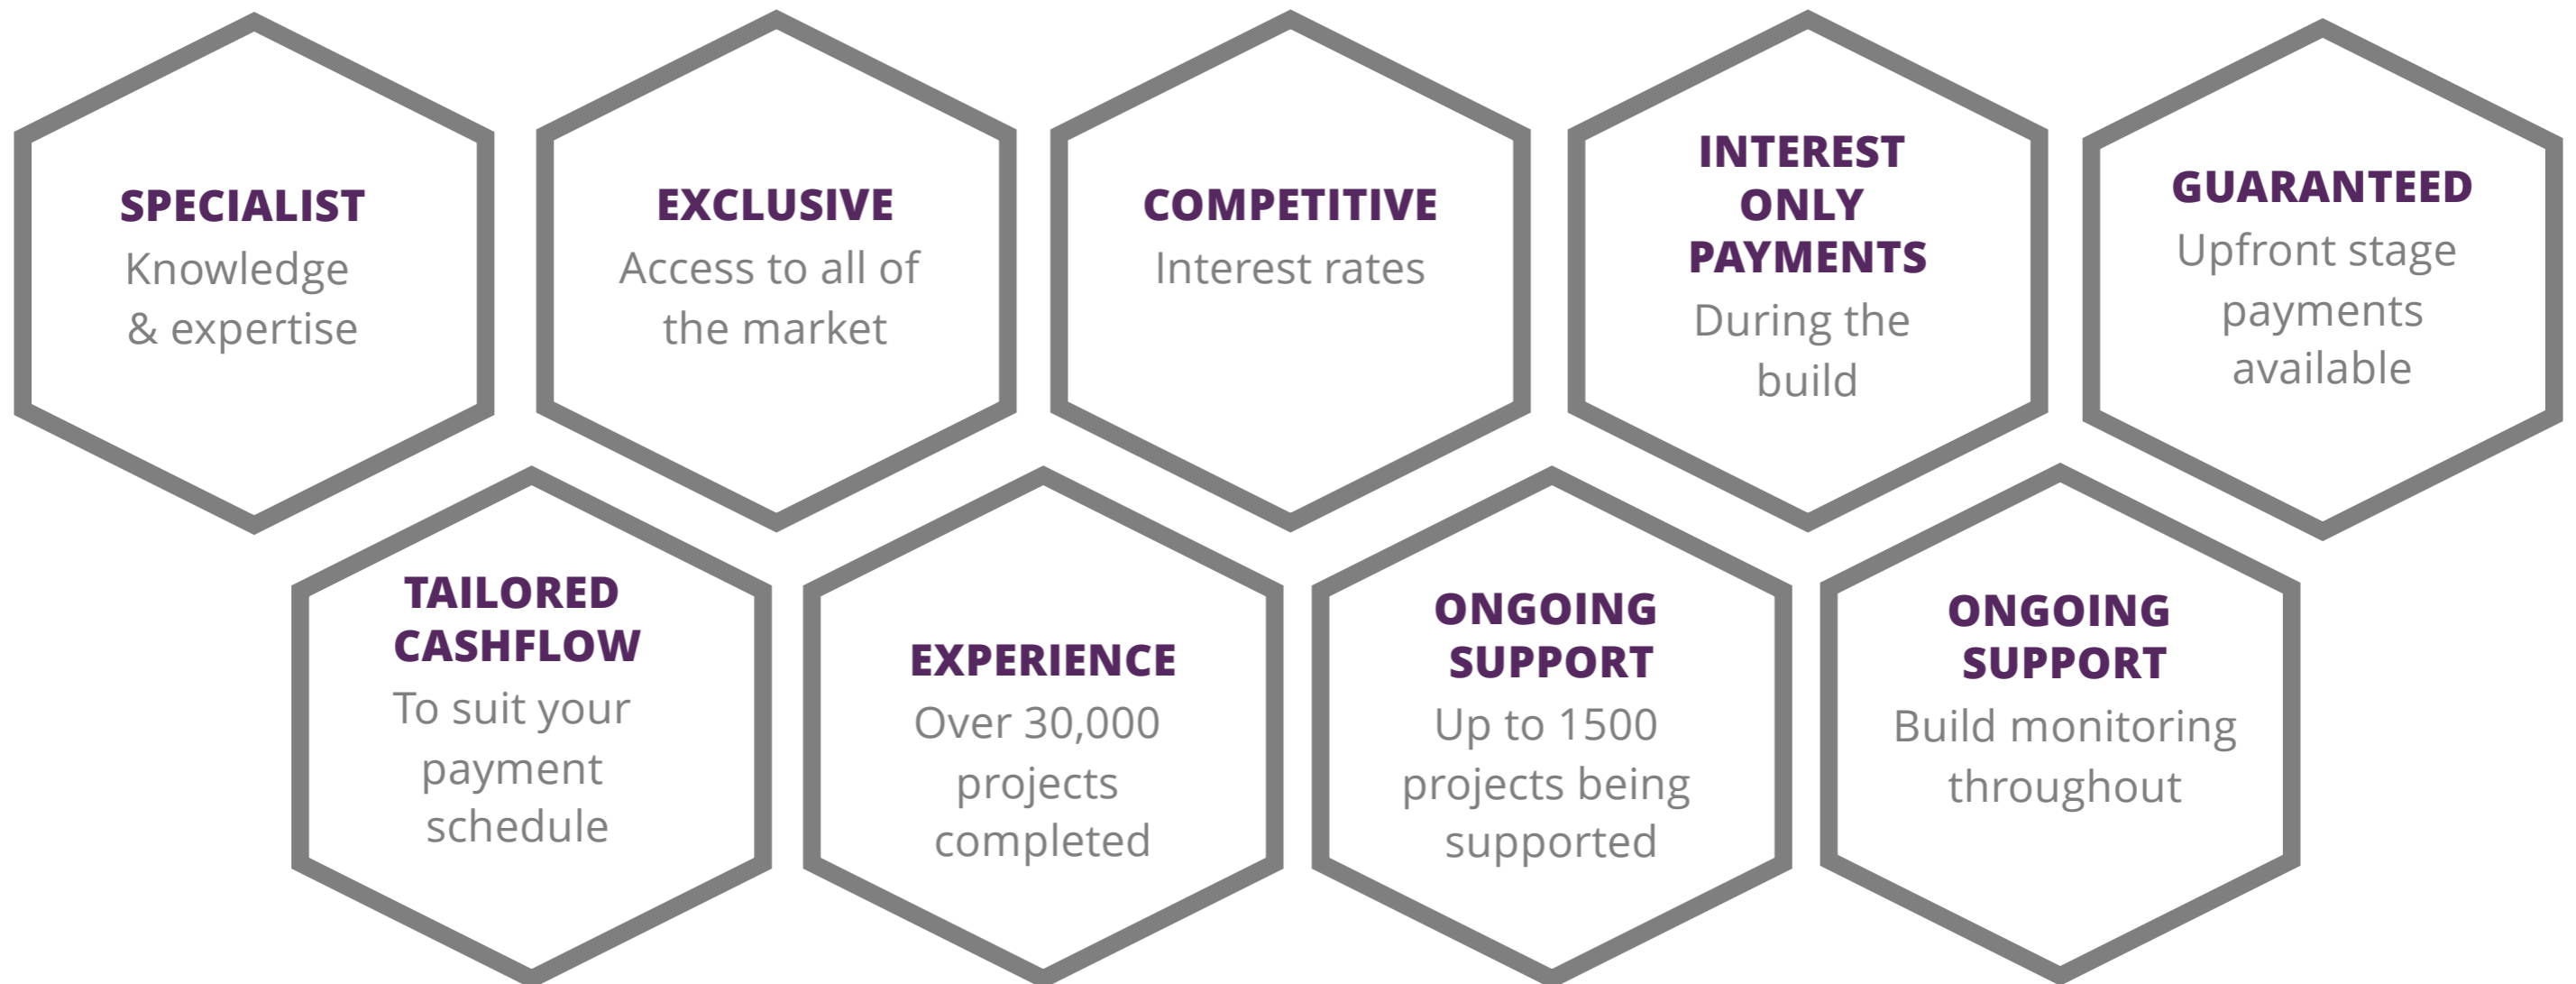 SPECIALIST
Knowledge
& expertise
EXCLUSIVE
Access to all of
the market
COMPETITIVE
Interest rates
INTEREST
ONLY
PAYMENTS
During the
build
GUARANTEED
Upfront stage
payments
available
TAILORED
CASHFLOW
To suit your
payment
schedule
EXPERIENCE
Over 30,000
projects
completed
ONGOING
SUPPORT
Up to 1500
projects being
supported
ONGOING
SUPPORT
Build monitoring
throughout